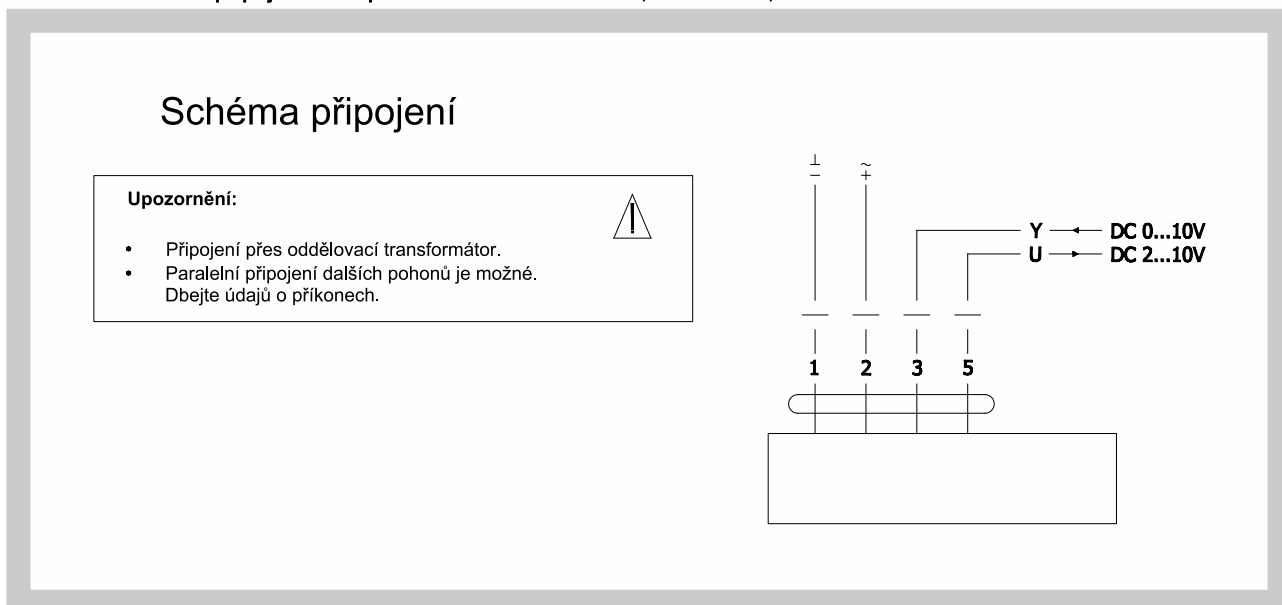 Schéma připojení
Upozornění:
• Připojení přes oddělovací transformátor.
• Paralelní připojení dalších pohonů je možné.
Dbejte údajů o příkonech.
⊥ ~
− +
Y DC 0...10V
U DC 2...10V
1 2 3 5